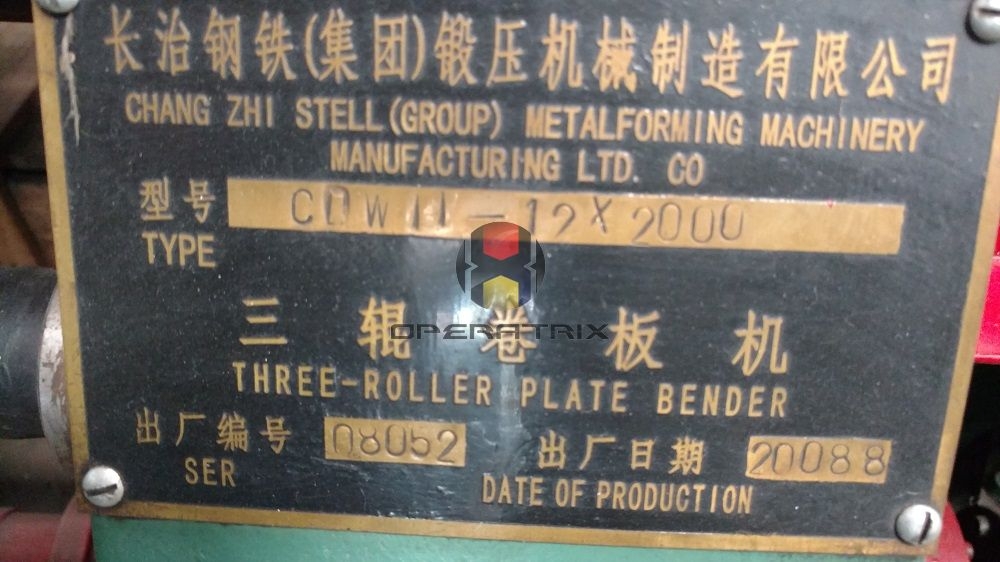 长治钢铁(集团)锻压机械制造有限公司
CHANG ZHI STELL (GROUP) METALFORMING MACHINERY
MANUFACTURING LTD. CO
型号 CDW11-12X2000
TYPE
OPERATRIX
三辊卷板机
THREE-ROLLER PLATE BENDER
出厂编号 08052 出厂日期 20088
SER DATE OF PRODUCTION